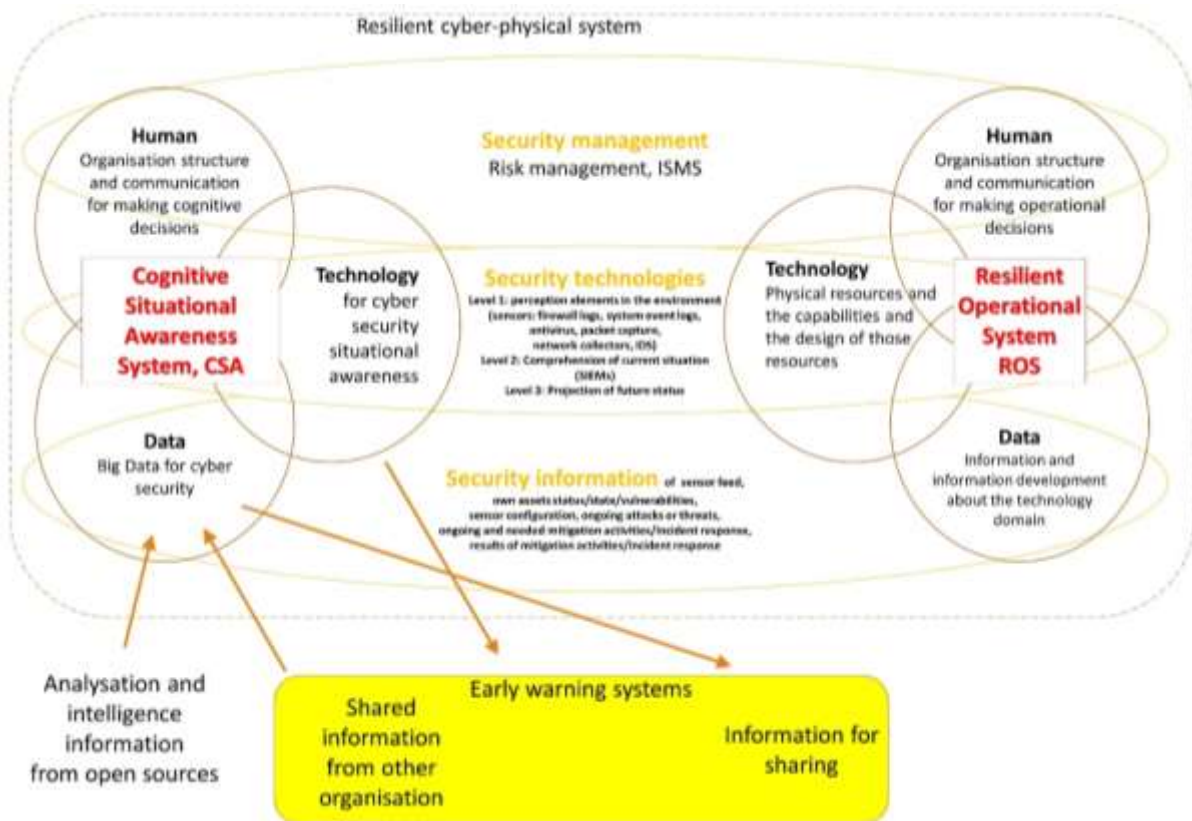 Resilient cyber-physical system
Human
Organisation structure
and communication
for making cognitive
decisions
Cognitive
Situational
Awareness
System, CSA
Technology
for cyber
security
situational
awareness
Data
Big Data for cyber
security
Security management
Risk management, ISMS
Security technologies
Level 1: perception elements in the environment
(sensors: firewall logs, system event logs,
antivirus, packet capture,
network collectors, IDS)
Level 2: Comprehension of current situation
(SIEMs)
Level 3: Projection of future status
Security information of sensor feed,
own assets status/state/vulnerabilities,
sensor configuration, ongoing attacks or threats,
ongoing and needed mitigation activities/incident response,
results of mitigation activities/incident response
Human
Organisation structure
and communication
for making operational
decisions
Technology
Physical resources and
the capabilities and
the design of those
resources
Resilient
Operational
System
ROS
Data
Information and
information development
about the technology
domain
Analysation and
intelligence
information
from open sources
Early warning systems
Shared
information
from other
organisation
Information for
sharing